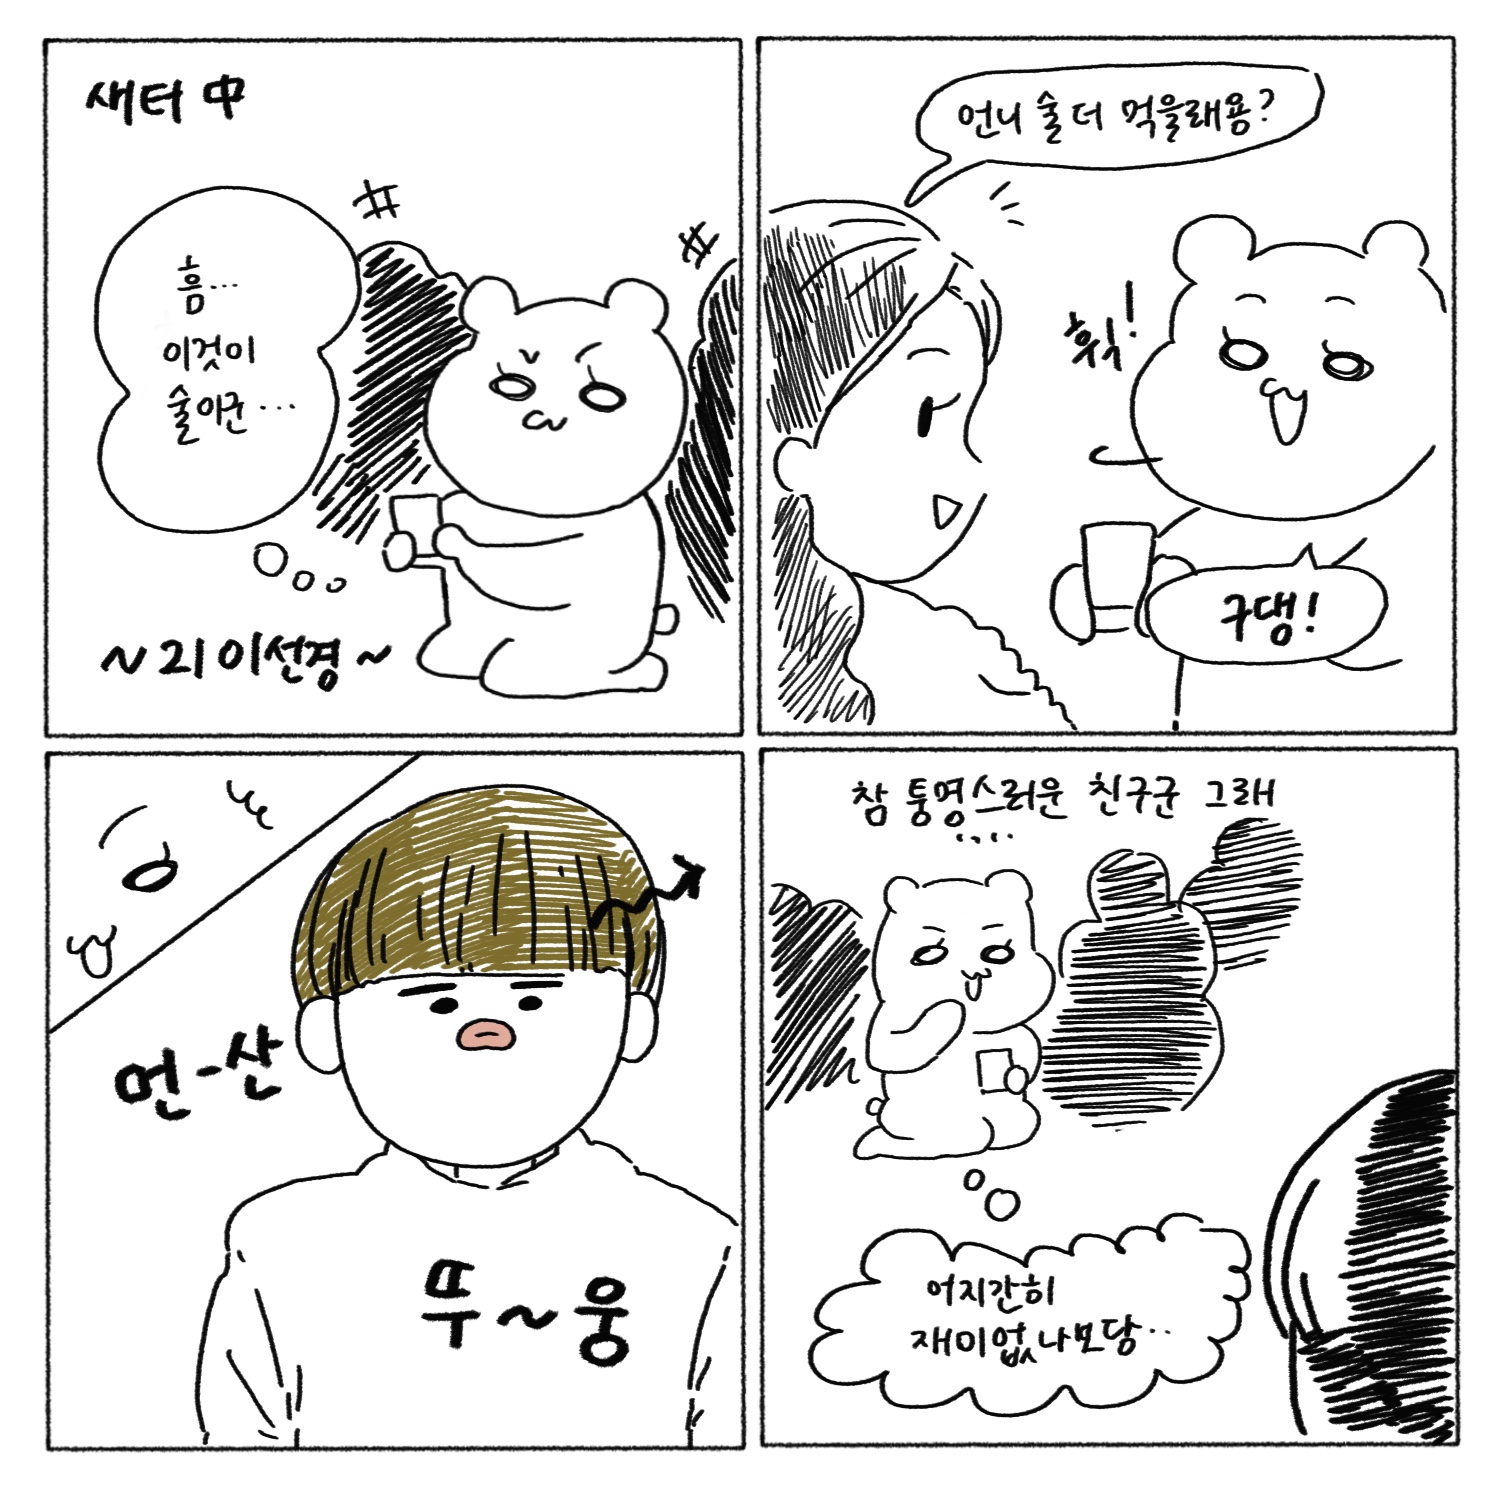 새터 中
흠...
이것이
술이군...
~21 이선경~
언니 술 더 먹을래용?
휙!
구댕!
먼-산
뚜~웅
참 퉁명스러운 친구군 그래
....
어지간히
재미없나보당..